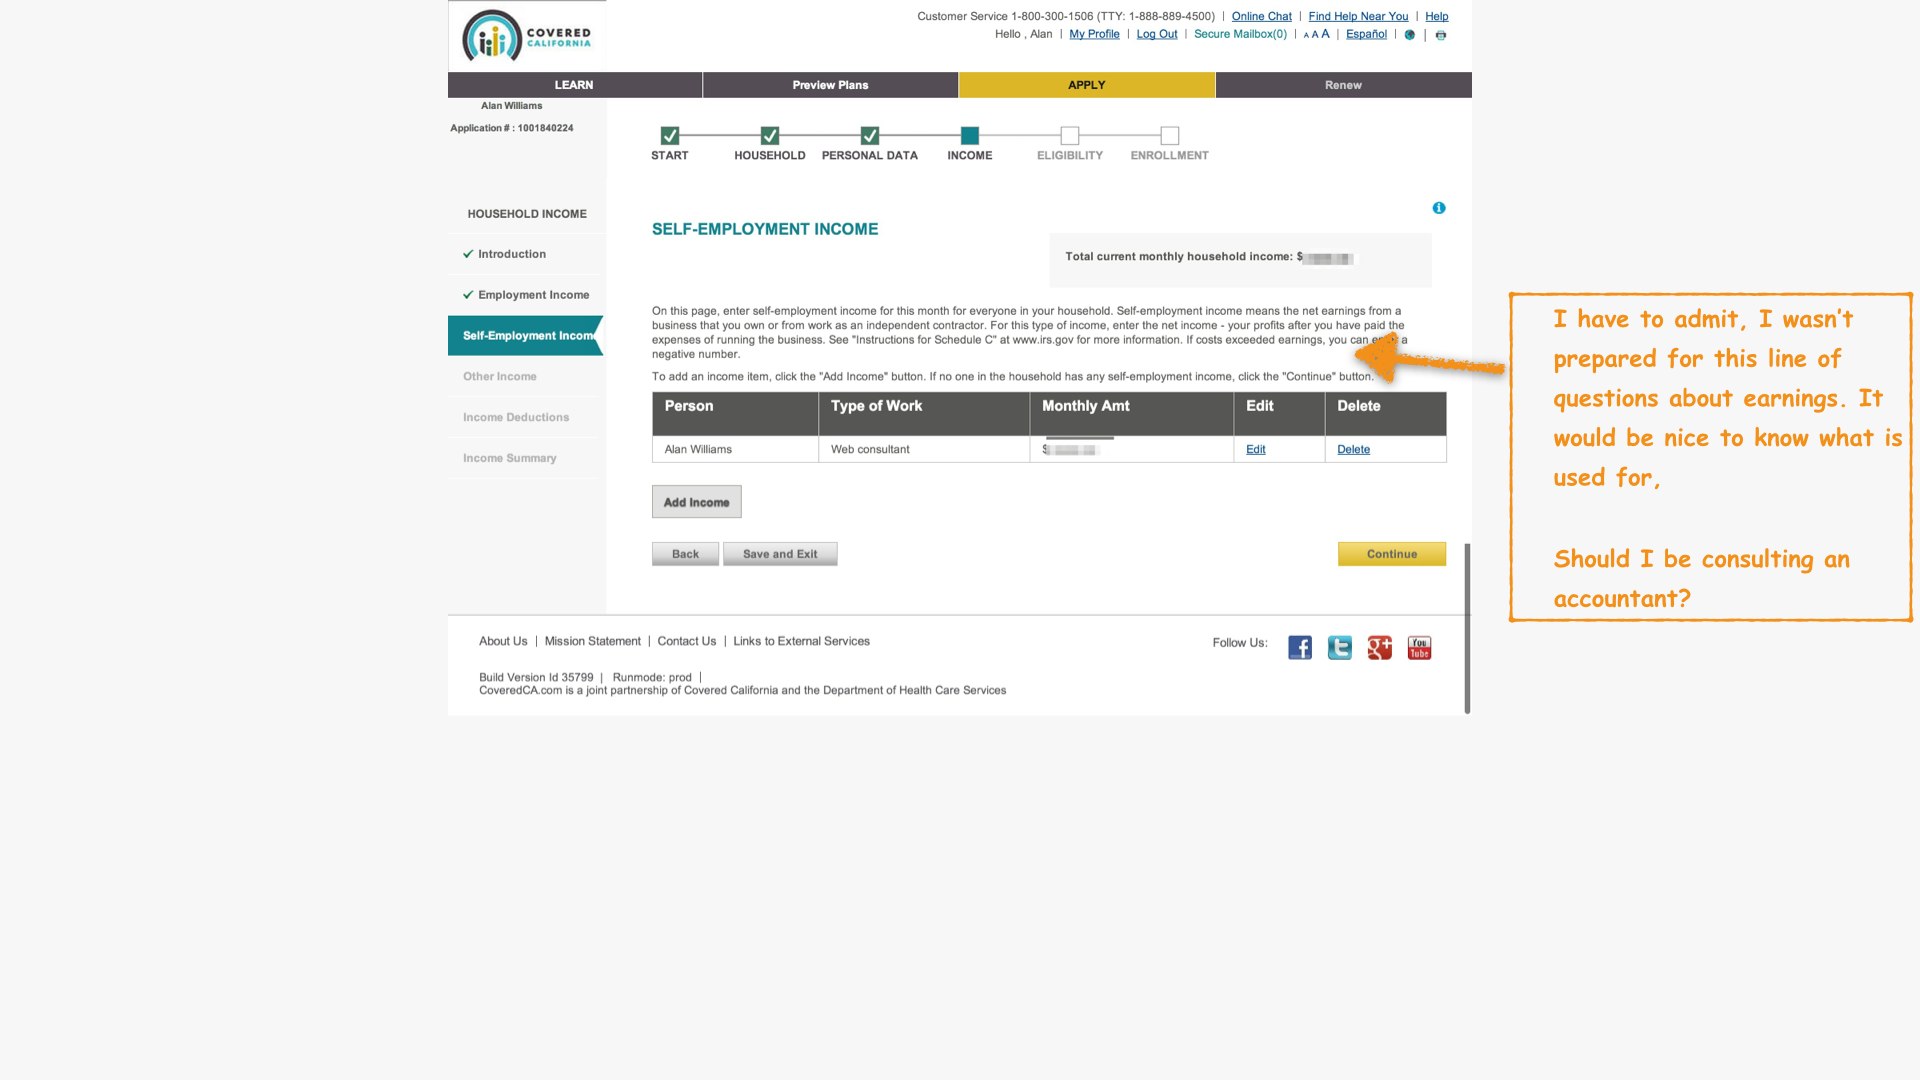 COVERED
CALIFORNIA
Customer Service 1-800-300-1506 (TTY: 1-888-889-4500) | Online Chat | Find Help Near You | Help
Hello , Alan | My Profile | Log Out | Secure Mailbox(0) | A A A | Español |
LEARN Preview Plans APPLY Renew
Alan Williams
Application # : 1001840224
START HOUSEHOLD PERSONAL DATA INCOME ELIGIBILITY ENROLLMENT
HOUSEHOLD INCOME
Introduction
Employment Income
Self-Employment Incom
Other Income
Income Deductions
Income Summary
SELF-EMPLOYMENT INCOME
Total current monthly household income: $
On this page, enter self-employment income for this month for everyone in your household. Self-employment income means the net earnings from a
business that you own or from work as an independent contractor. For this type of income, enter the net income - your profits after you have paid the
expenses of running the business. See "Instructions for Schedule C" at www.irs.gov for more information. If costs exceeded earnings, you can a
negative number.
To add an income item, click the "Add Income" button. If no one in the household has any self-employment income, click the "Continue" button.
Person Type of Work Monthly Amt Edit Delete
Alan Williams Web consultant $ Edit Delete
Add Income
Back Save and Exit Continue
About Us | Mission Statement | Contact Us | Links to External Services
Follow Us:
You
Tube
Build Version Id 35799 | Runmode: prod |
CoveredCA.com is a joint partnership of Covered California and the Department of Health Care Services
I have to admit, I wasn't
prepared for this line of
questions about earnings. It
would be nice to know what is
used for,
Should I be consulting an
accountant?